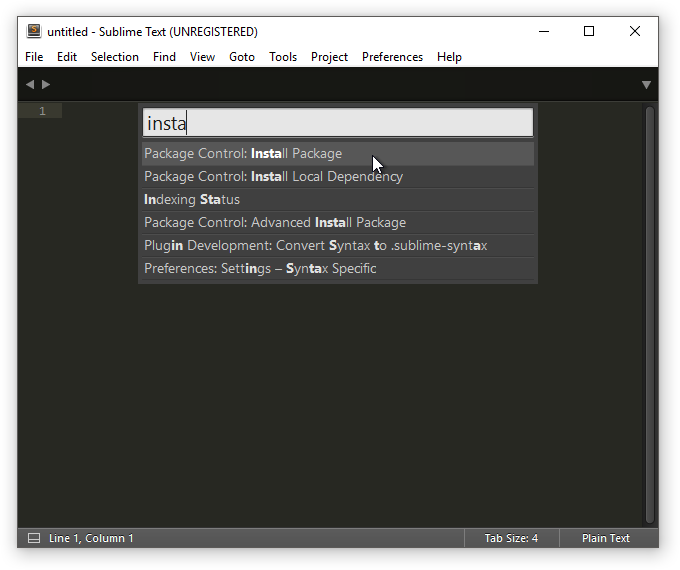 untitled - Sublime Text (UNREGISTERED)
File Edit Selection Find View Goto Tools Project Preferences Help
1
insta
Package Control: Install Package
Package Control: Install Local Dependency
Indexing Status
Package Control: Advanced Install Package
Plugin Development: Convert Syntax to .sublime-syntax
Preferences: Settings – Syntax Specific
Line 1, Column 1 Tab Size: 4 Plain Text